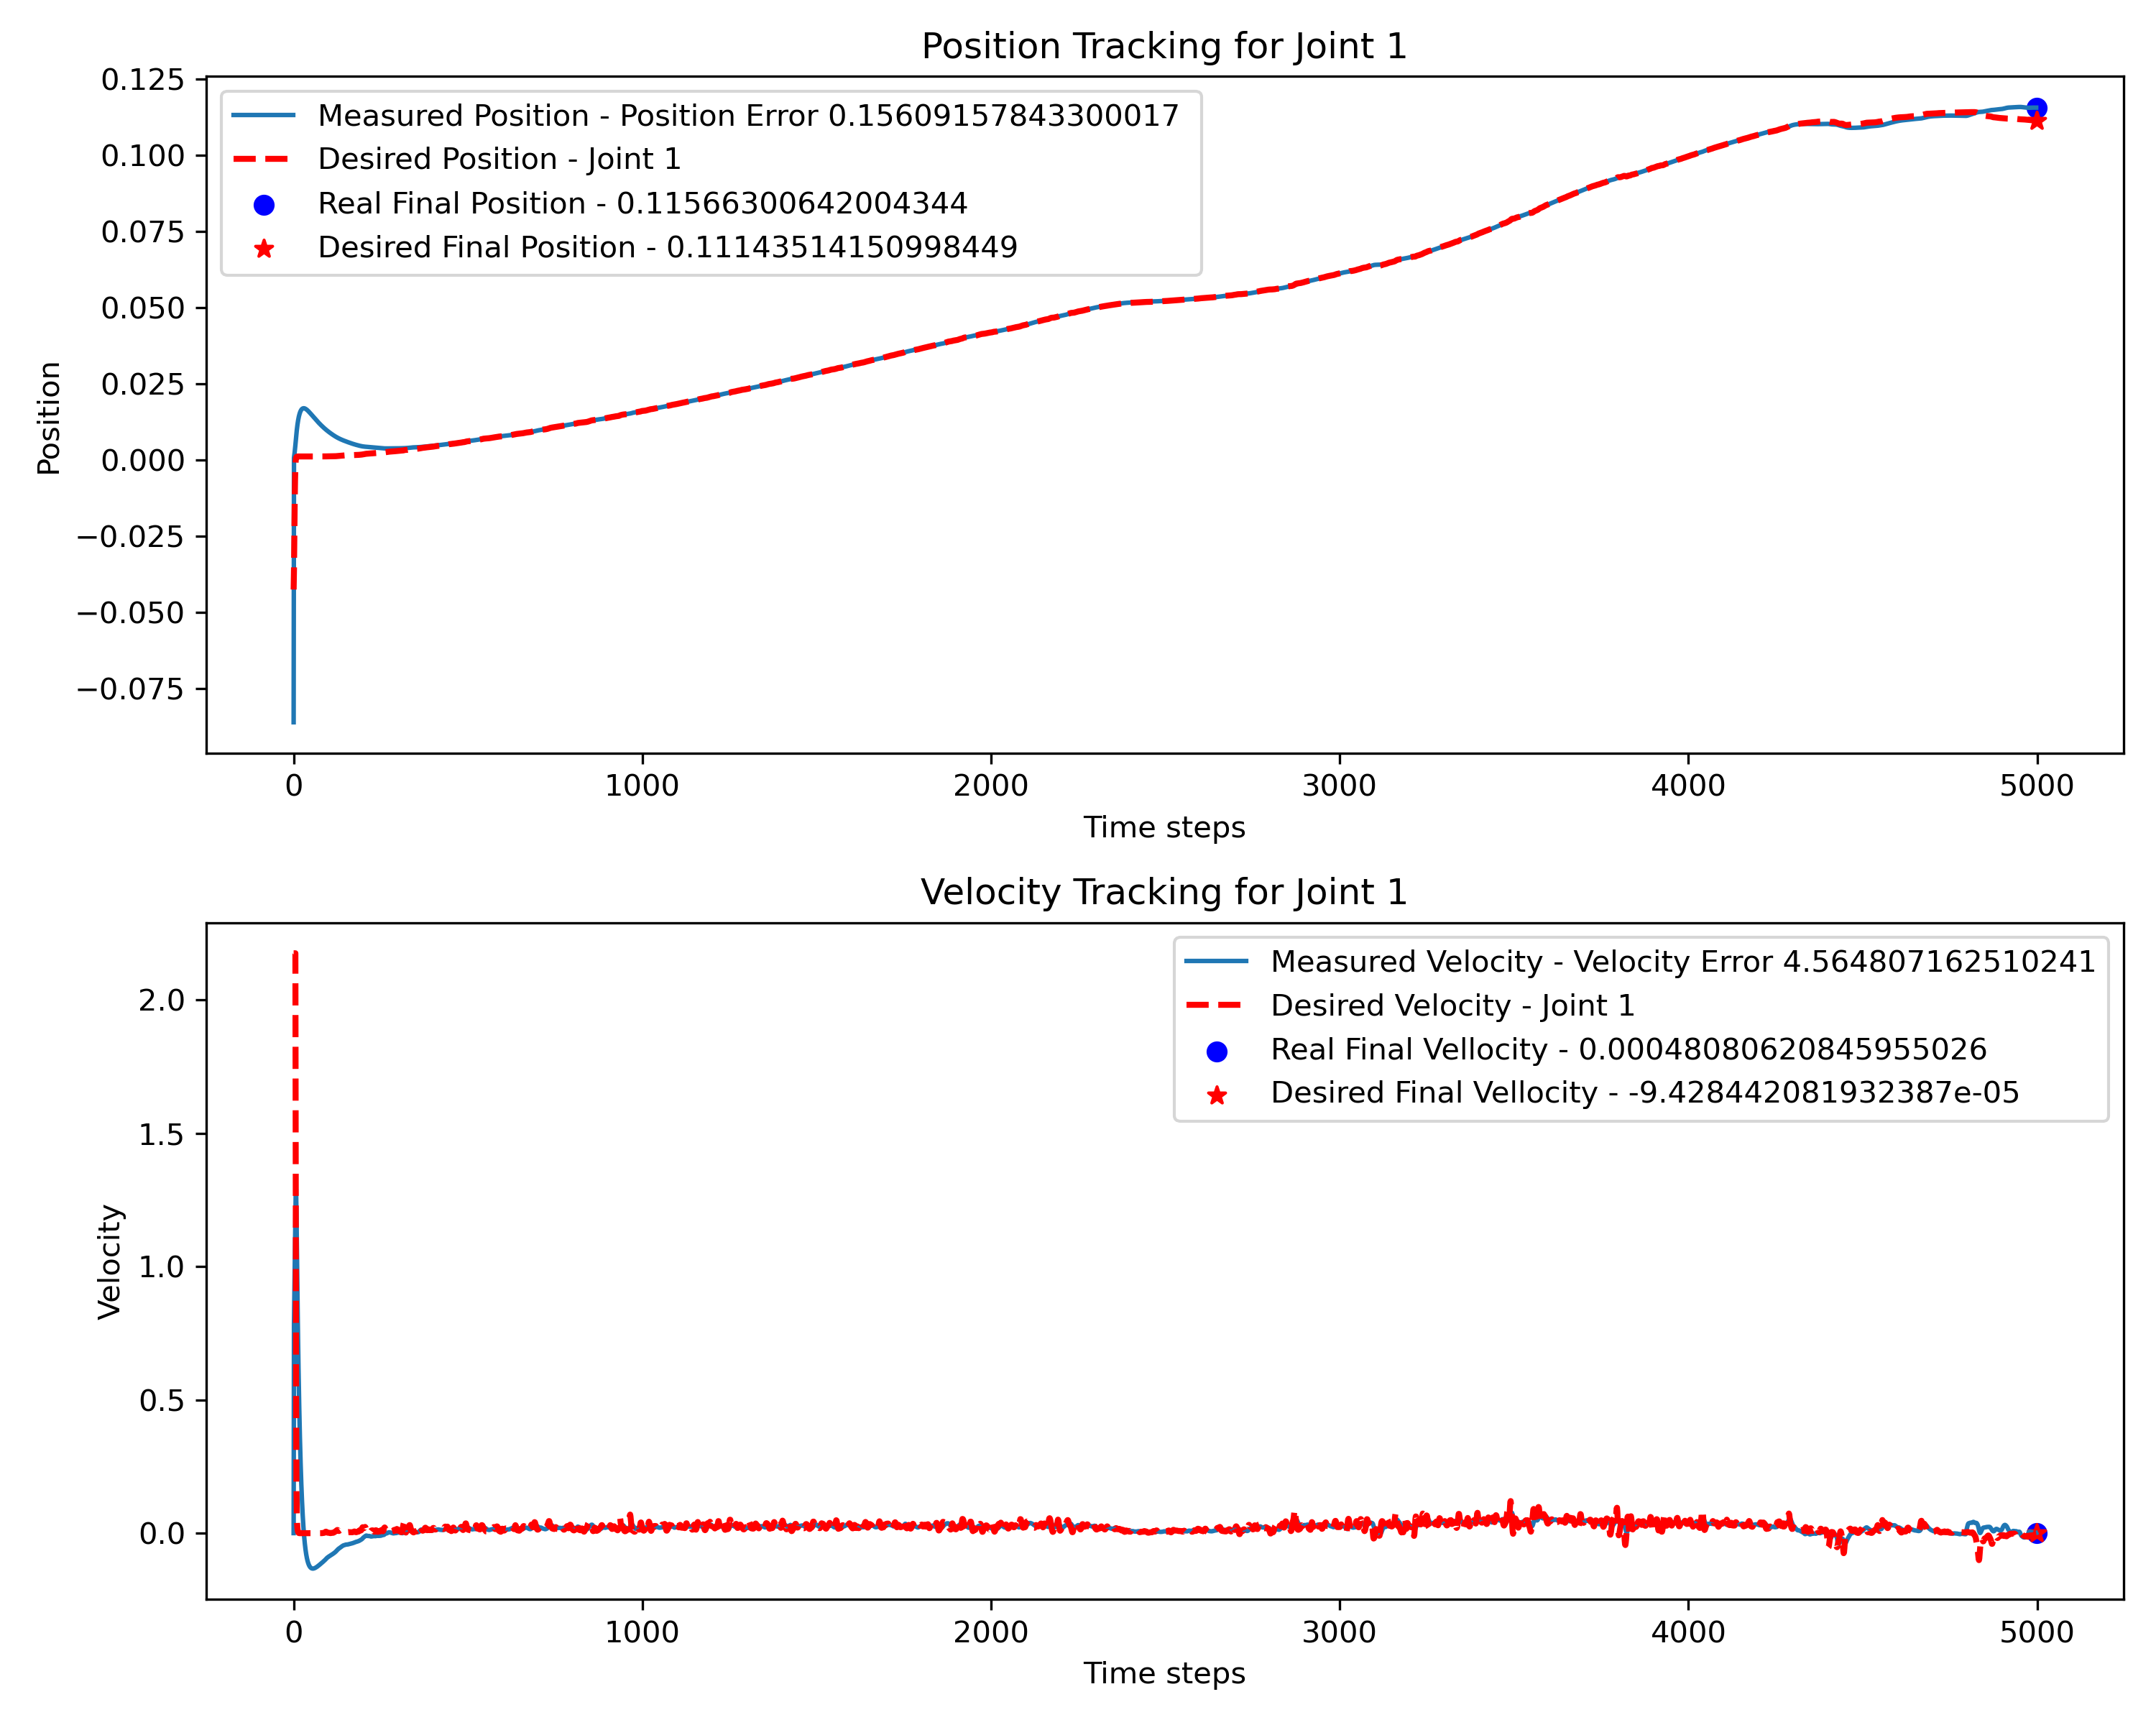 Position Tracking for Joint 1
0.125
0.100
0.075
0.050
0.025
0.000
−0.025
−0.050
−0.075
Position
Measured Position - Position Error 0.15609157843300017
Desired Position - Joint 1
Real Final Position - 0.11566300642004344
Desired Final Position - 0.11143514150998449
0 1000 2000 3000 4000 5000
Time steps
Velocity Tracking for Joint 1
2.0
1.5
1.0
0.5
0.0
Velocity
Measured Velocity - Velocity Error 4.564807162510241
Desired Velocity - Joint 1
Real Final Vellocity - 0.00048080620845955026
Desired Final Vellocity - -9.428442081932387e-05
0 1000 2000 3000 4000 5000
Time steps